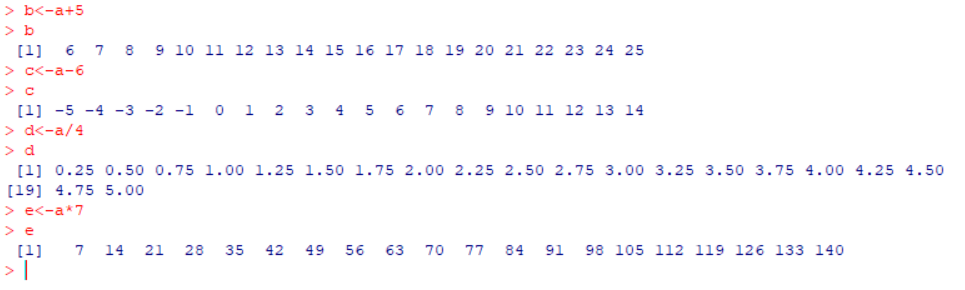 > b<-a+5
> b
 [1]  6  7  8  9 10 11 12 13 14 15 16 17 18 19 20 21 22 23 24 25
> c<-a-6
> c
 [1] -5 -4 -3 -2 -1  0  1  2  3  4  5  6  7  8  9 10 11 12 13 14
> d<-a/4
> d
 [1] 0.25 0.50 0.75 1.00 1.25 1.50 1.75 2.00 2.25 2.50 2.75 3.00 3.25 3.50 3.75 4.00 4.25 4.50
[19] 4.75 5.00
> e<-a*7
> e
 [1]   7  14  21  28  35  42  49  56  63  70  77  84  91  98 105 112 119 126 133 140
>